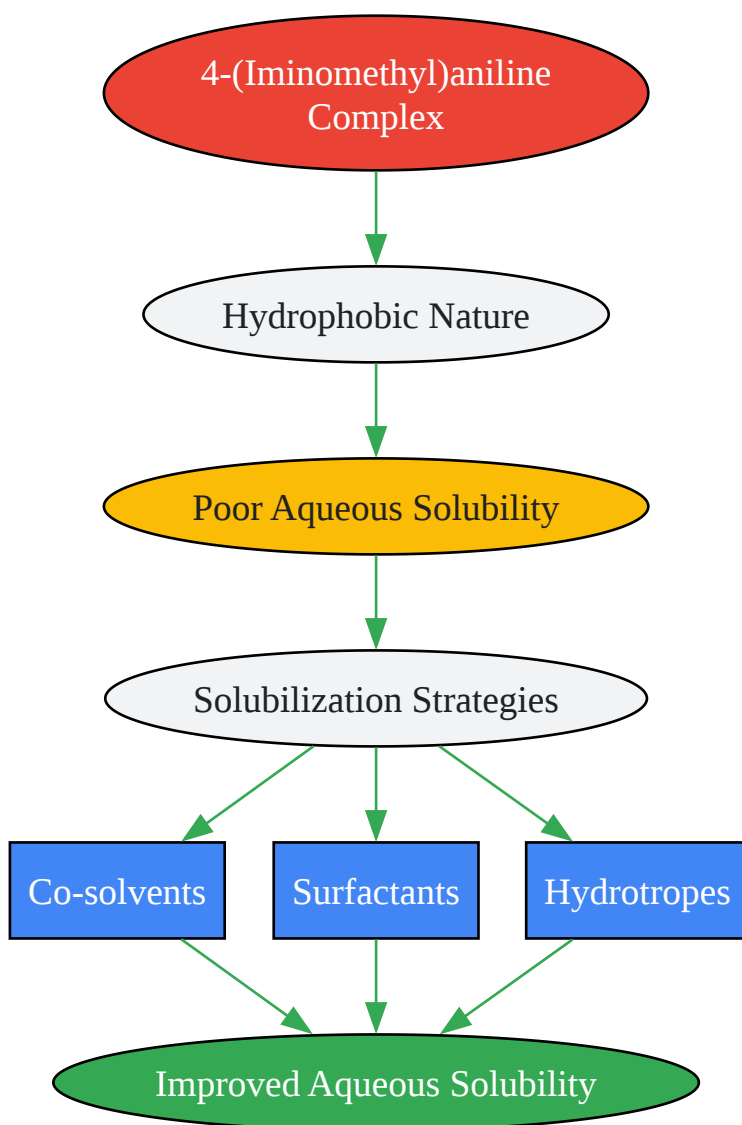 4-(Iminomethyl)aniline
Complex
Hydrophobic Nature
Poor Aqueous Solubility
Solubilization Strategies
Co-solvents
Surfactants
Hydrotropes
Improved Aqueous Solubility